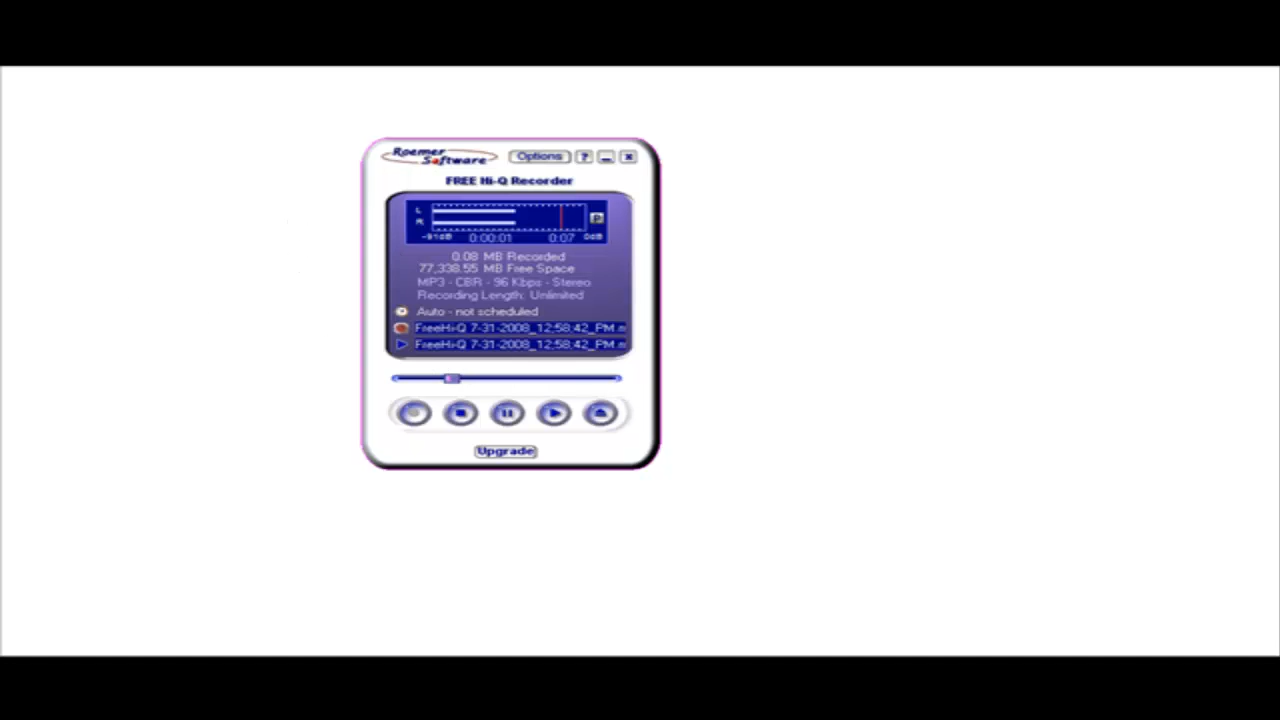 Roemer Software Options ?
FREE Hi-Q Recorder
L
R P
-91dB 0:00:01 0:07 0dB
0.08 MB Recorded
77,338.55 MB Free Space
MP3 - CBR - 96 Kbps - Stereo
Recording Length: Unlimited
Auto - not scheduled
FreeHi-Q 7-31-2008_12;58;42_PM.m
FreeHi-Q 7-31-2008_12;58;42_PM.m
Upgrade